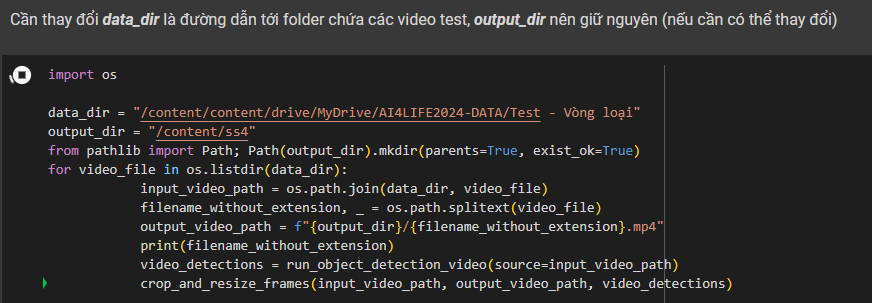 Cần thay đổi data_dir là đường dẫn tới folder chứa các video test, output_dir nên giữ nguyên (nếu cần có thể thay đổi)
import os
data_dir = "/content/content/drive/MyDrive/AI4LIFE2024-DATA/Test - Vòng loại"
output_dir = "/content/ss4"
from pathlib import Path; Path(output_dir).mkdir(parents=True, exist_ok=True)
for video_file in os.listdir(data_dir):
            input_video_path = os.path.join(data_dir, video_file)
            filename_without_extension, _ = os.path.splitext(video_file)
            output_video_path = f"{output_dir}/{filename_without_extension}.mp4"
            print(filename_without_extension)
            video_detections = run_object_detection_video(source=input_video_path)
            crop_and_resize_frames(input_video_path, output_video_path, video_detections)